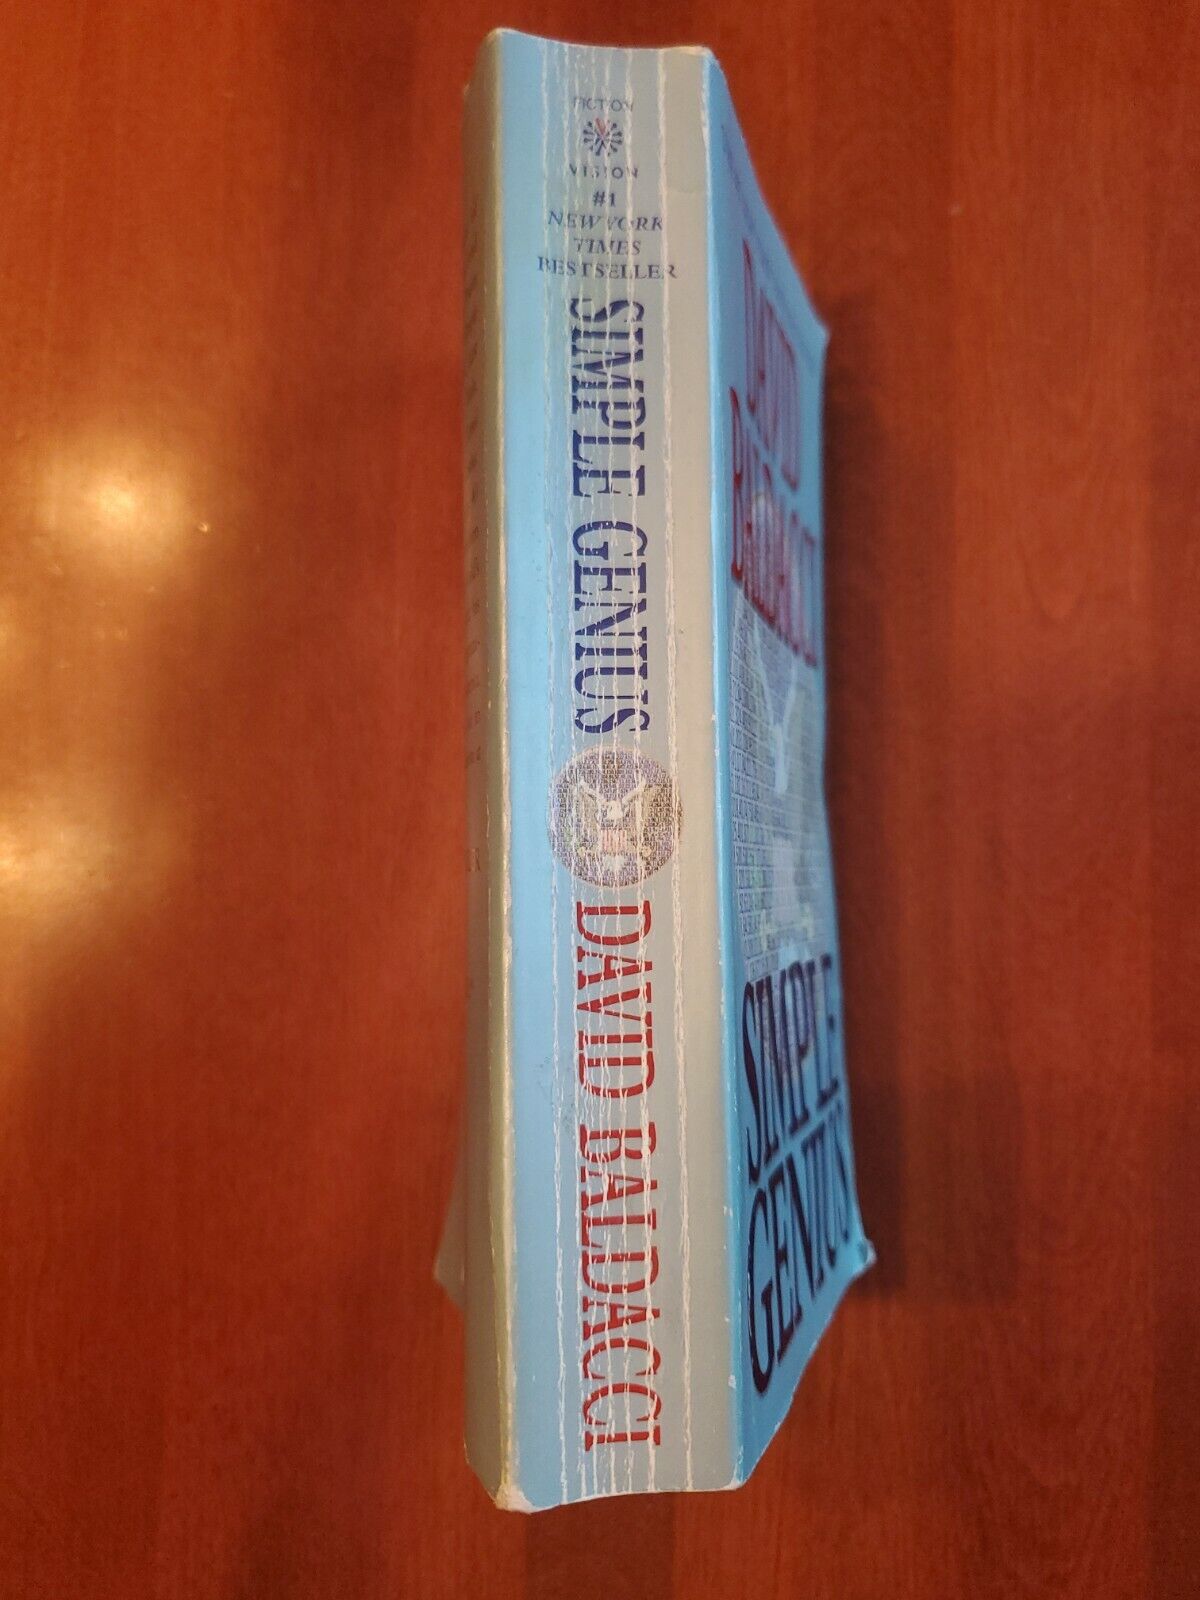 FICTION
VISION
#1
NEW YORK
TIMES
BESTSELLER
SIMPLE GENIUS
DAVID BALDACCI
DAVID
BALDACCI
SIMPLE
GENIUS